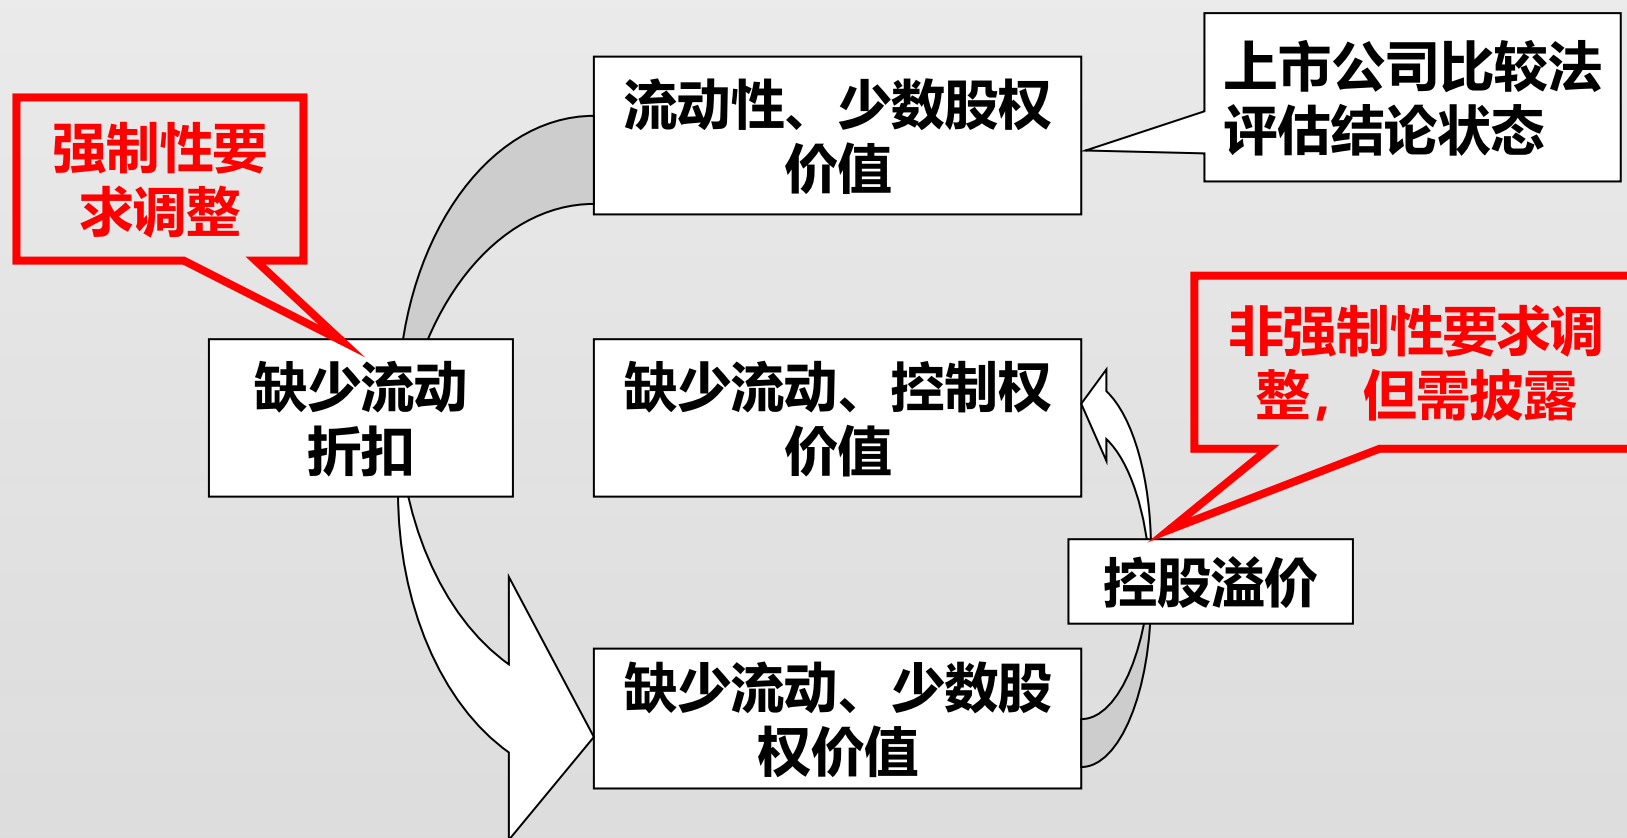 上市公司比较法
评估结论状态
流动性、少数股权
价值
强制性要
求调整
非强制性要求调
整，但需披露
缺少流动
折扣
缺少流动、控制权
价值
控股溢价
缺少流动、少数股
权价值